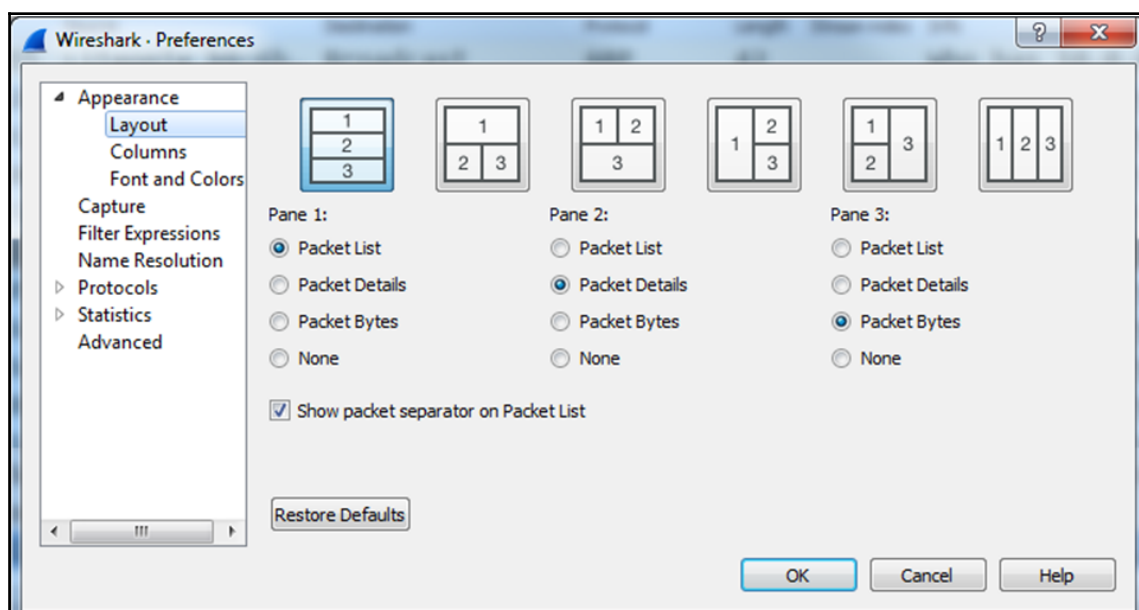 Wireshark · Preferences
Appearance
Layout
Columns
Font and Colors
Capture
Filter Expressions
Name Resolution
Protocols
Statistics
Advanced
1
2
3
1
2 3
1 2
3
1
2
3
1
2
3
1 2 3
Pane 1:
Packet List
Packet Details
Packet Bytes
None
Pane 2:
Packet List
Packet Details
Packet Bytes
None
Pane 3:
Packet List
Packet Details
Packet Bytes
None
Show packet separator on Packet List
Restore Defaults
OK Cancel Help